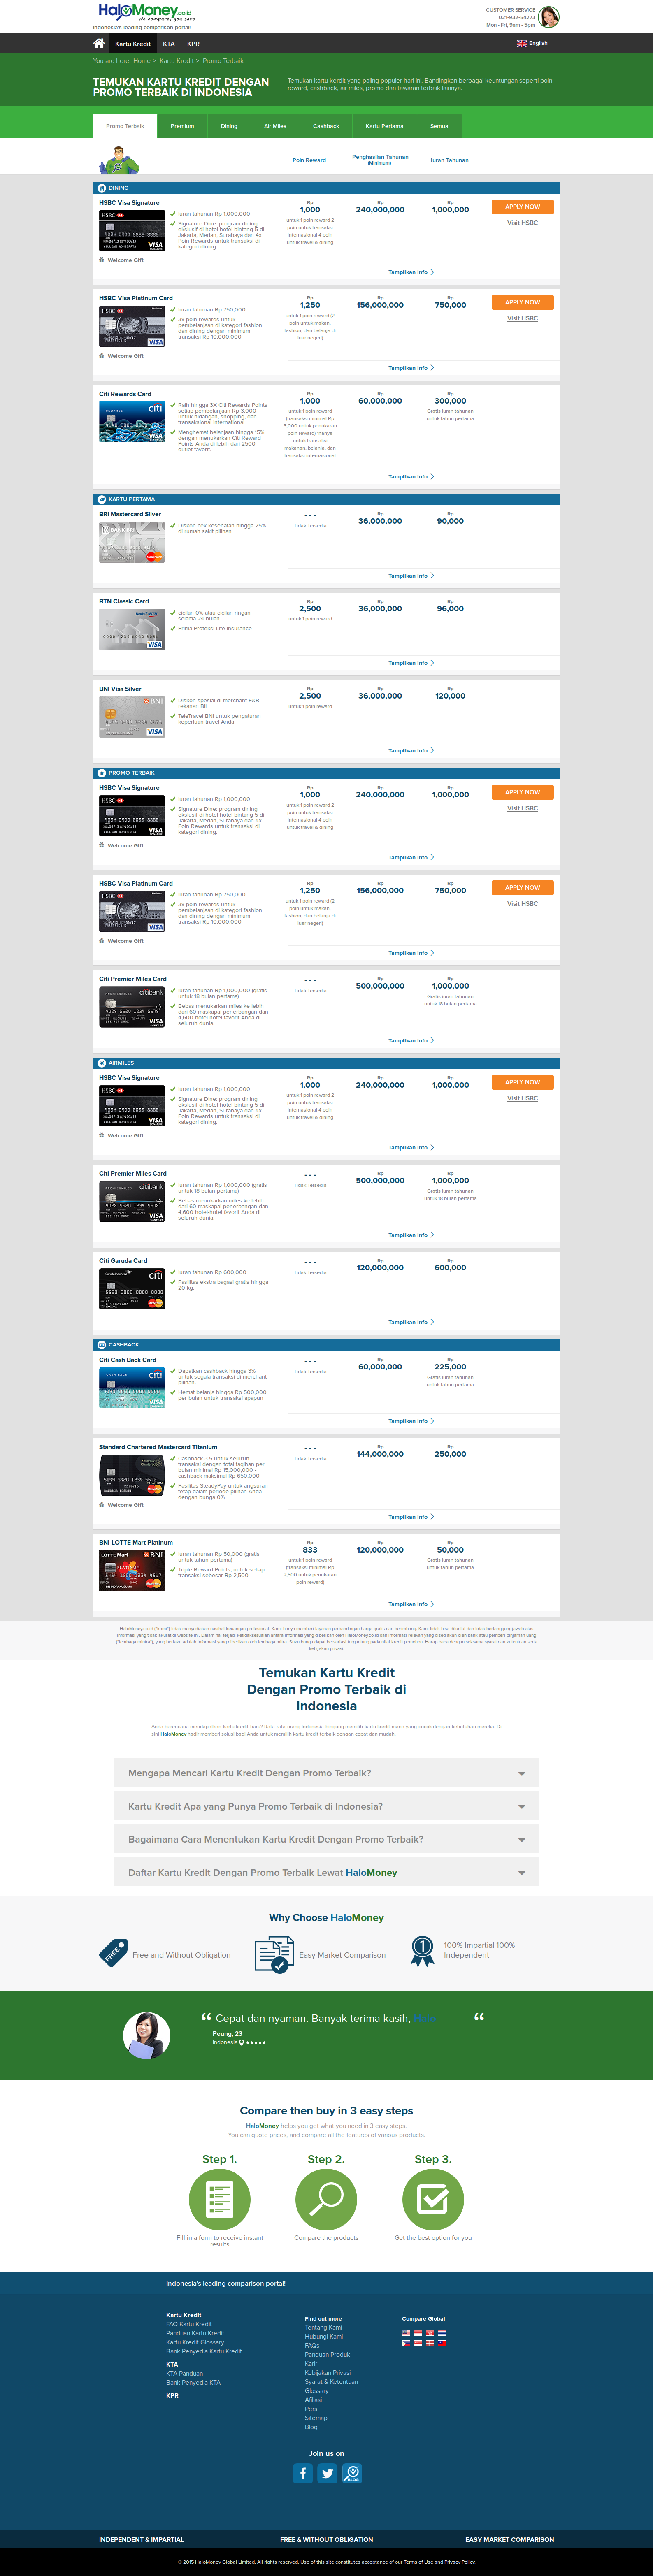 HaloMoney.co.id
We compare, you save
Indonesia's leading comparison portal!
CUSTOMER SERVICE
021-932-54273
Mon - Fri, 9am - 5pm
Kartu Kredit
KTA
KPR
English
You are here: Home > Kartu Kredit > Promo Terbaik
TEMUKAN KARTU KREDIT DENGAN
PROMO TERBAIK DI INDONESIA
Temukan kartu kerdit yang paling populer hari ini. Bandingkan berbagai keuntungan seperti poin
reward, cashback, air miles, promo dan tawaran terbaik lainnya.
Promo Terbaik
Premium
Dining
Air Miles
Cashback
Kartu Pertama
Semua
Poin Reward
Penghasilan Tahunan
(Minimum)
Iuran Tahunan
DINING
HSBC Visa Signature
Iuran tahunan Rp 1,000,000
Signature Dine: program dining
ekslusif di hotel-hotel bintang 5 di
Jakarta, Medan, Surabaya dan 4x
Poin Rewards untuk transaksi di
kategori dining.
Welcome Gift
Rp
1,000
untuk 1 poin reward 2
poin untuk transaksi
internasional 4 poin
untuk travel & dining
Rp
240,000,000
Rp
1,000,000
APPLY NOW
Visit HSBC
Tampilkan Info
HSBC Visa Platinum Card
Iuran tahunan Rp 750,000
3x poin rewards untuk
pembelanjaan di kategori fashion
dan dining dengan minimum
transaksi Rp 10,000,000
Welcome Gift
Rp
1,250
untuk 1 poin reward (2
poin untuk makan,
fashion, dan belanja di
luar negeri)
Rp
156,000,000
Rp
750,000
APPLY NOW
Visit HSBC
Tampilkan Info
Citi Rewards Card
Raih hingga 3X Citi Rewards Points
setiap pembelanjaan Rp 3,000
untuk hidangan, shopping, dan
transaksional international
Menghemat belanjaan hingga 15%
dengan menukarkan Citi Reward
Points Anda di lebih dari 2500
outlet favorit.
Rp
1,000
untuk 1 poin reward
(transaksi minimal Rp
3,000 untuk penukaran
poin reward) *hanya
untuk transaksi
makanan, belanja, dan
transaksi internasional
Rp
60,000,000
Rp
300,000
Gratis iuran tahunan
untuk tahun pertama
Tampilkan Info
KARTU PERTAMA
BRI Mastercard Silver
Diskon cek kesehatan hingga 25%
di rumah sakit pilihan
- - -
Tidak Tersedia
Rp
36,000,000
Rp
90,000
Tampilkan Info
BTN Classic Card
cicilan 0% atau cicilan ringan
selama 24 bulan
Prima Proteksi Life Insurance
Rp
2,500
untuk 1 poin reward
Rp
36,000,000
Rp
96,000
Tampilkan Info
BNI Visa Silver
Diskon spesial di merchant F&B
rekanan BII
TeleTravel BNI untuk pengaturan
keperluan travel Anda
Rp
2,500
untuk 1 poin reward
Rp
36,000,000
Rp
120,000
Tampilkan Info
PROMO TERBAIK
HSBC Visa Signature
Iuran tahunan Rp 1,000,000
Signature Dine: program dining
ekslusif di hotel-hotel bintang 5 di
Jakarta, Medan, Surabaya dan 4x
Poin Rewards untuk transaksi di
kategori dining.
Welcome Gift
Rp
1,000
untuk 1 poin reward 2
poin untuk transaksi
internasional 4 poin
untuk travel & dining
Rp
240,000,000
Rp
1,000,000
APPLY NOW
Visit HSBC
Tampilkan Info
HSBC Visa Platinum Card
Iuran tahunan Rp 750,000
3x poin rewards untuk
pembelanjaan di kategori fashion
dan dining dengan minimum
transaksi Rp 10,000,000
Welcome Gift
Rp
1,250
untuk 1 poin reward (2
poin untuk makan,
fashion, dan belanja di
luar negeri)
Rp
156,000,000
Rp
750,000
APPLY NOW
Visit HSBC
Tampilkan Info
Citi Premier Miles Card
Iuran tahunan Rp 1,000,000 (gratis
untuk 18 bulan pertama)
Bebas menukarkan miles ke lebih
dari 60 maskapai penerbangan dan
4,600 hotel-hotel favorit Anda di
seluruh dunia.
- - -
Tidak Tersedia
Rp
500,000,000
Rp
1,000,000
Gratis iuran tahunan
untuk 18 bulan pertama
Tampilkan Info
AIRMILES
HSBC Visa Signature
Iuran tahunan Rp 1,000,000
Signature Dine: program dining
ekslusif di hotel-hotel bintang 5 di
Jakarta, Medan, Surabaya dan 4x
Poin Rewards untuk transaksi di
kategori dining.
Welcome Gift
Rp
1,000
untuk 1 poin reward 2
poin untuk transaksi
internasional 4 poin
untuk travel & dining
Rp
240,000,000
Rp
1,000,000
APPLY NOW
Visit HSBC
Tampilkan Info
Citi Premier Miles Card
Iuran tahunan Rp 1,000,000 (gratis
untuk 18 bulan pertama)
Bebas menukarkan miles ke lebih
dari 60 maskapai penerbangan dan
4,600 hotel-hotel favorit Anda di
seluruh dunia.
- - -
Tidak Tersedia
Rp
500,000,000
Rp
1,000,000
Gratis iuran tahunan
untuk 18 bulan pertama
Tampilkan Info
Citi Garuda Card
Iuran tahunan Rp 600,000
Fasilitas ekstra bagasi gratis hingga
20 kg.
- - -
Tidak Tersedia
Rp
120,000,000
Rp
600,000
Tampilkan Info
CASHBACK
Citi Cash Back Card
Dapatkan cashback hingga 3%
untuk segala transaksi di merchant
pilihan.
Hemat belanja hingga Rp 500,000
per bulan untuk transaksi apapun
- - -
Tidak Tersedia
Rp
60,000,000
Rp
225,000
Gratis iuran tahunan
untuk tahun pertama
Tampilkan Info
Standard Chartered Mastercard Titanium
Cashback 3.5 untuk seluruh
transaksi dengan total tagihan per
bulan minimal Rp 15,000,000 -
cashback maksimal Rp 650,000
Fasilitas SteadyPay untuk angsuran
tetap dalam periode pilihan Anda
dengan bunga 0%
Welcome Gift
- - -
Tidak Tersedia
Rp
144,000,000
Rp
250,000
Tampilkan Info
BNI-LOTTE Mart Platinum
Iuran tahunan Rp 50,000 (gratis
untuk tahun pertama)
Triple Reward Points, untuk setiap
transaksi sebesar Rp 2,500
Rp
833
untuk 1 poin reward
(transaksi minimal Rp
2,500 untuk penukaran
poin reward)
Rp
120,000,000
Rp
50,000
Gratis iuran tahunan
untuk tahun pertama
Tampilkan Info
Temukan Kartu Kredit
Dengan Promo Terbaik di
Indonesia
Anda berencana mendapatkan kartu kredit baru? Rata-rata orang Indonesia bingung memilih kartu kredit mana yang cocok dengan kebutuhan mereka. Di
sini HaloMoney hadir memberi solusi bagi Anda untuk memilih kartu kredit terbaik dengan cepat dan mudah.
Mengapa Mencari Kartu Kredit Dengan Promo Terbaik?
Kartu Kredit Apa yang Punya Promo Terbaik di Indonesia?
Bagaimana Cara Menentukan Kartu Kredit Dengan Promo Terbaik?
Daftar Kartu Kredit Dengan Promo Terbaik Lewat HaloMoney
Why Choose HaloMoney
FREE
Free and Without Obligation
Easy Market Comparison
1
100% Impartial 100%
Independent
“ Cepat dan nyaman. Banyak terima kasih, “
Peung, 23
Indonesia
Compare then buy in 3 easy steps
HaloMoney helps you get what you need in 3 easy steps.
You can quote prices, and compare all the features of various products.
Step 1.
Step 2.
Step 3.
Fill in a form to receive instant
results
Compare the products
Get the best option for you
Indonesia's leading comparison portal!
Kartu Kredit
FAQ Kartu Kredit
Panduan Kartu Kredit
Kartu Kredit Glossary
Bank Penyedia Kartu Kredit
KTA
KTA Panduan
Bank Penyedia KTA
KPR
Find out more
Tentang Kami
Hubungi Kami
FAQs
Panduan Produk
Karir
Kebijakan Privasi
Syarat & Ketentuan
Glossary
Afiliasi
Pers
Sitemap
Blog
Compare Global
Join us on
BLOG
INDEPENDENT & IMPARTIAL
FREE & WITHOUT OBLIGATION
EASY MARKET COMPARISON
© 2015 HaloMoney Global Limited. All rights reserved. Use of this site constitutes acceptance of our Terms of Use and Privacy Policy.